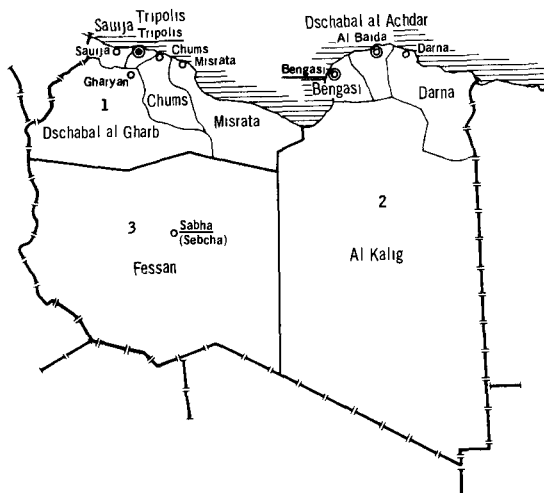 Sauija
Tripolis
Tripolis
Sauija
Chums
Misrata
Gharyan
1
Chums
Dschabal al Gharb
Misrata
Dschabal al Achdar
Al Baida
Darna
Bengasi
Bengasi
Darna
2
Al Kalig
3
Sabha
(Sebcha)
Fessan